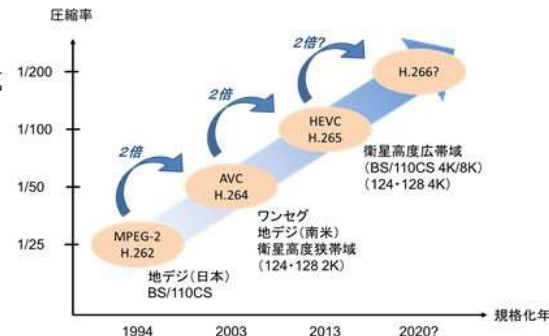 圧縮率
1/200
1/100
1/50
1/25
2倍
2倍
2倍?
MPEG-2
H.262
AVC
H.264
HEVC
H.265
H.266?
地デジ(日本)
BS/110CS
ワンセグ
地デジ(南米)
衛星高度狭帯域
(124・128 2K)
衛星高度広帯域
(BS/110CS 4K/8K)
(124・128 4K)
1994
2003
2013
2020?
規格化年